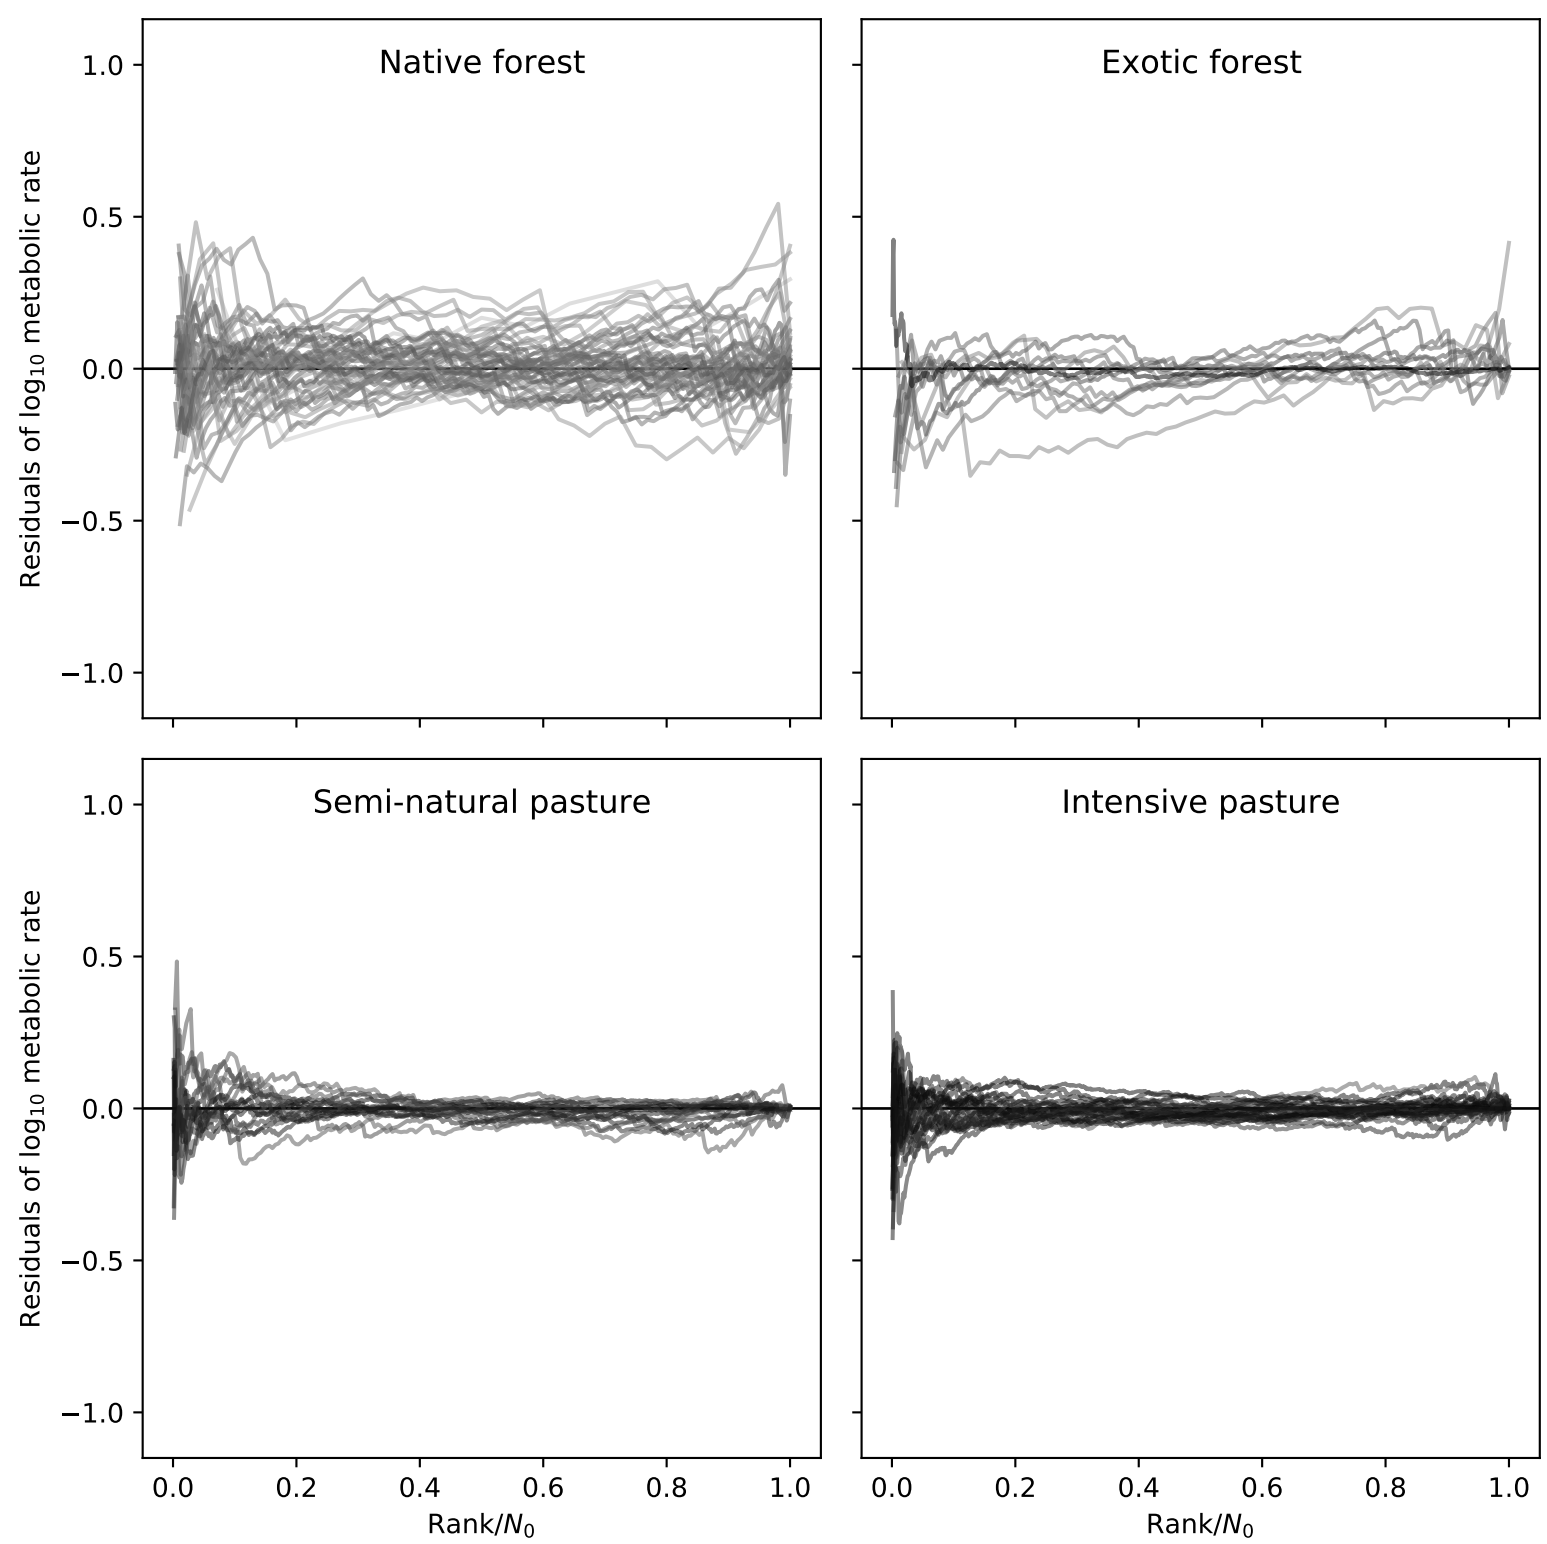 Native forest
Exotic forest
1.0
0.5
0.0
−0.5
−1.0
Residuals of log₁₀ metabolic rate
Semi-natural pasture
Intensive pasture
1.0
0.5
0.0
−0.5
−1.0
Residuals of log₁₀ metabolic rate
0.0 0.2 0.4 0.6 0.8 1.0
0.0 0.2 0.4 0.6 0.8 1.0
Rank/N₀
Rank/N₀